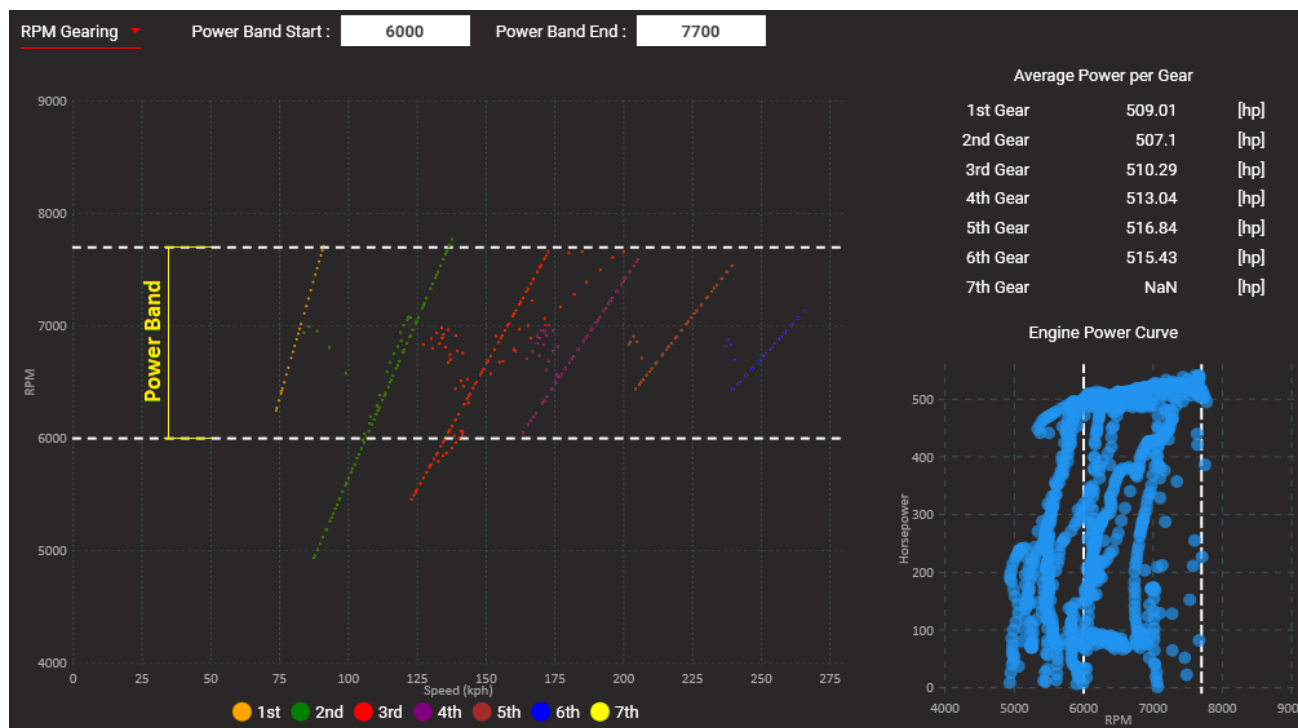 RPM Gearing Power Band Start : 6000 Power Band End : 7700
Average Power per Gear
1st Gear 509.01 [hp]
2nd Gear 507.1 [hp]
3rd Gear 510.29 [hp]
4th Gear 513.04 [hp]
5th Gear 516.84 [hp]
6th Gear 515.43 [hp]
7th Gear NaN [hp]
9000
8000
7000
6000
5000
4000
RPM
Power Band
0 25 50 75 100 125 150 175 200 225 250 275
Speed (kph)
1st 2nd 3rd 4th 5th 6th 7th
Engine Power Curve
500
400
300
200
100
0
Horsepower
4000 5000 6000 7000 8000 900
RPM